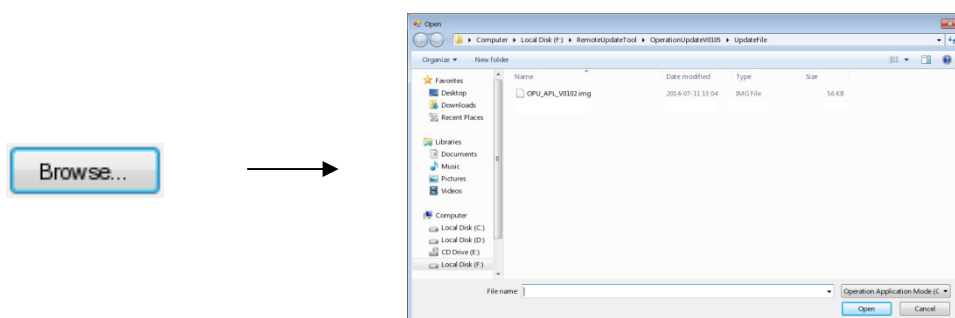 Browse...
Open
Computer ▸ Local Disk (F:) ▸ RemoteUpdateTool ▸ OperationUpdateV0105 ▸ UpdateFile
Organize New folder
Name Date modified Type Size
OPU_APL_V0102.img 2014-07-11 13:04 IMG File 56 KB
Favorites
Desktop
Downloads
Recent Places
Libraries
Documents
Music
Pictures
Videos
Computer
Local Disk (C:)
Local Disk (D:)
CD Drive (E:)
Local Disk (F:)
File name: Operation Application Mode (C
Open Cancel